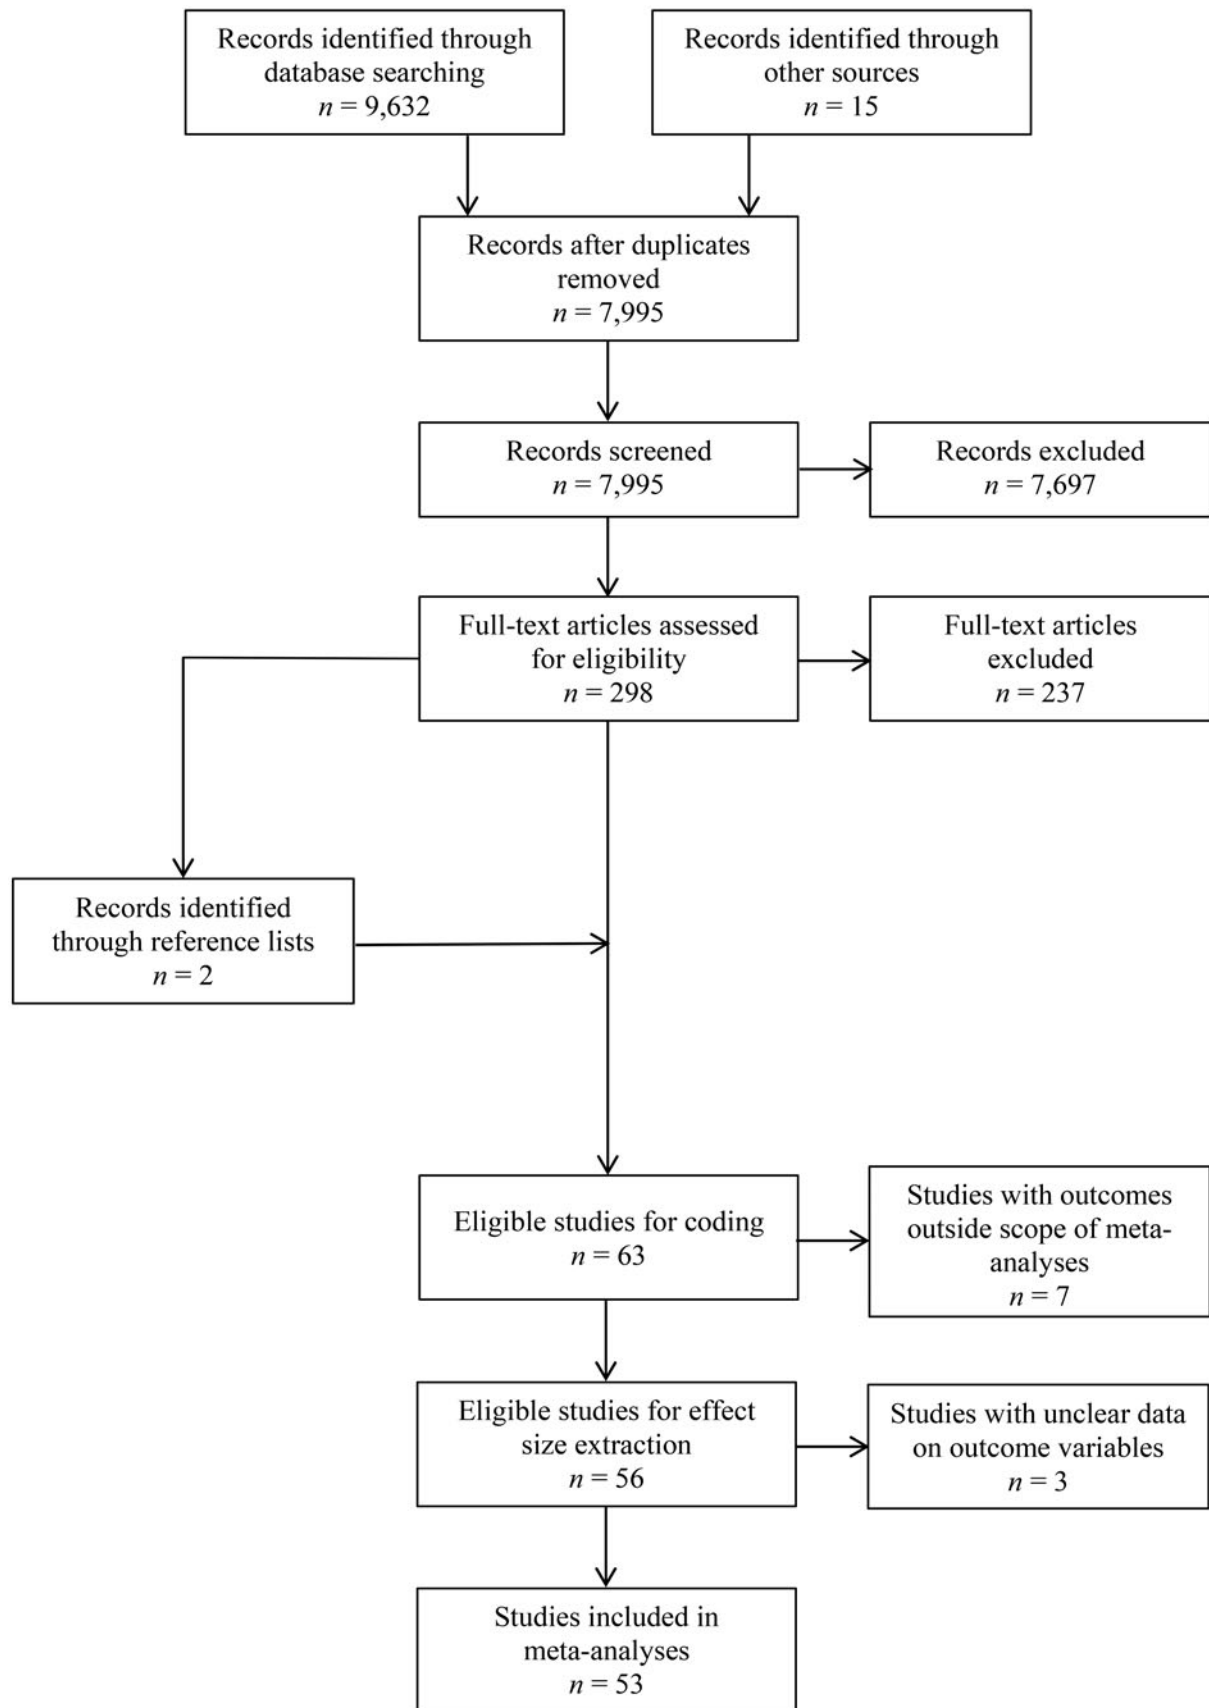 Records identified through
database searching
n = 9,632
Records identified through
other sources
n = 15
Records after duplicates
removed
n = 7,995
Records screened
n = 7,995
Records excluded
n = 7,697
Full-text articles assessed
for eligibility
n = 298
Full-text articles
excluded
n = 237
Records identified
through reference lists
n = 2
Eligible studies for coding
n = 63
Studies with outcomes
outside scope of meta-
analyses
n = 7
Eligible studies for effect
size extraction
n = 56
Studies with unclear data
on outcome variables
n = 3
Studies included in
meta-analyses
n = 53